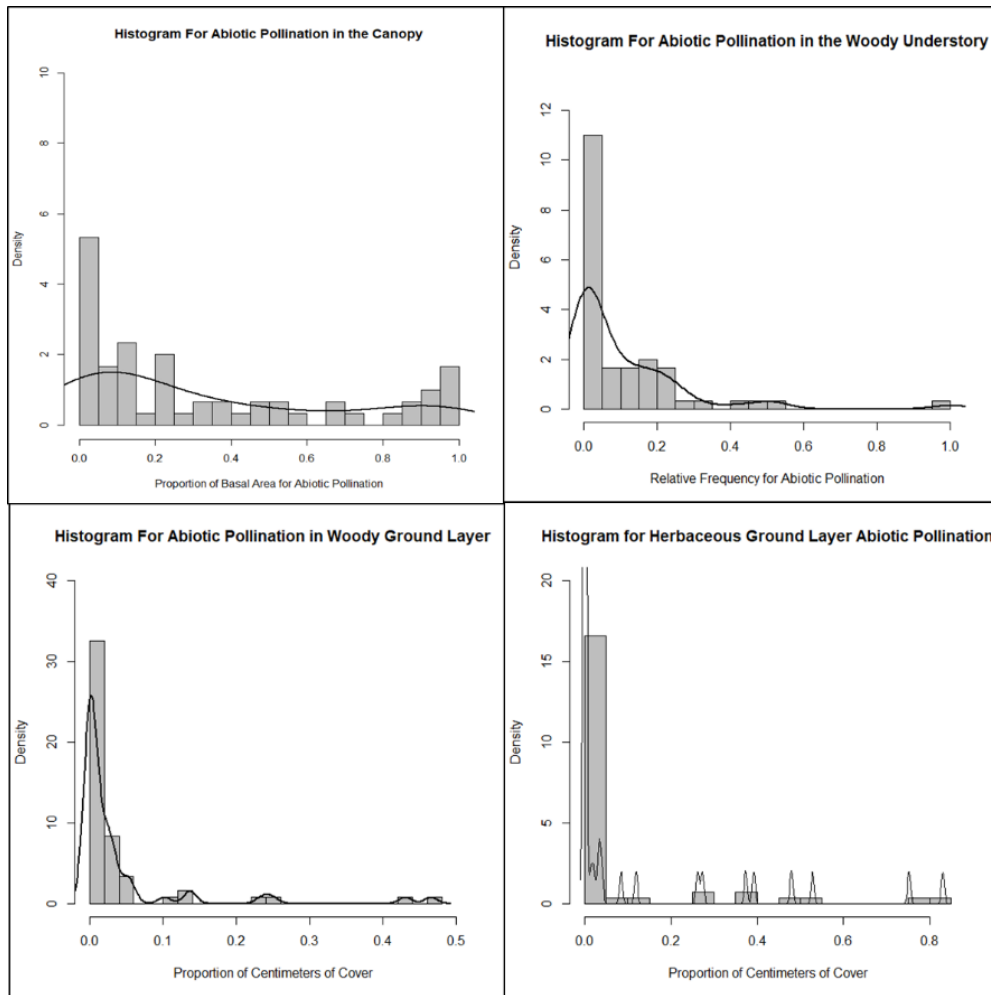 Histogram For Abiotic Pollination in the Canopy
10
8
6
4
2
0
Density
0.0 0.2 0.4 0.6 0.8 1.0
Proportion of Basal Area for Abiotic Pollination
Histogram For Abiotic Pollination in the Woody Understory
12
10
8
6
4
2
0
Density
0.0 0.2 0.4 0.6 0.8 1.0
Relative Frequency for Abiotic Pollination
Histogram For Abiotic Pollination in Woody Ground Layer
40
30
20
10
0
Density
0.0 0.1 0.2 0.3 0.4 0.5
Proportion of Centimeters of Cover
Histogram for Herbaceous Ground Layer Abiotic Pollination
20
15
10
5
0
Density
0.0 0.2 0.4 0.6 0.8
Proportion of Centimeters of Cover